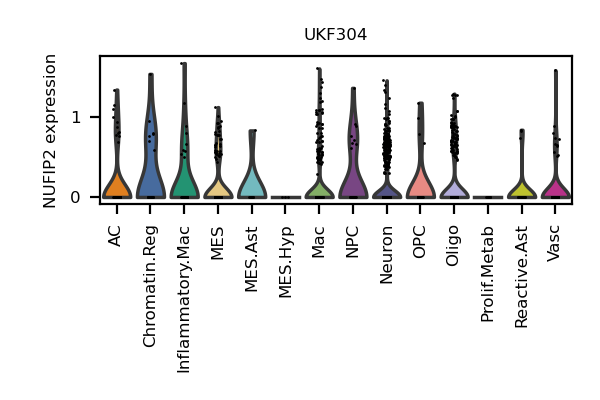 UKF304
NUFIP2 expression
1
0
AC
Chromatin.Reg
Inflammatory.Mac
MES
MES.Ast
MES.Hyp
Mac
NPC
Neuron
OPC
Oligo
Prolif.Metab
Reactive.Ast
Vasc